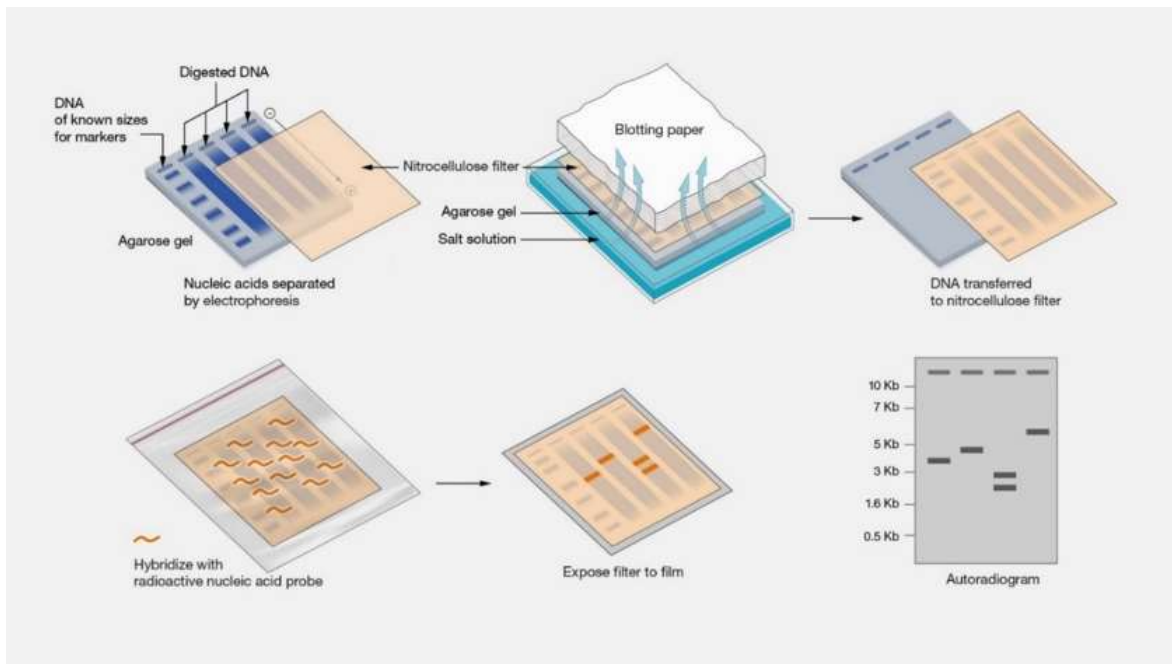 Digested DNA
DNA
of known sizes
for markers
Agarose gel
Nucleic acids separated
by electrophoresis
Nitrocellulose filter
Blotting paper
Agarose gel
Salt solution
DNA transferred
to nitrocellulose filter
Hybridize with
radioactive nucleic acid probe
Expose filter to film
10 Kb
7 Kb
5 Kb
3 Kb
1.6 Kb
0.5 Kb
Autoradiogram